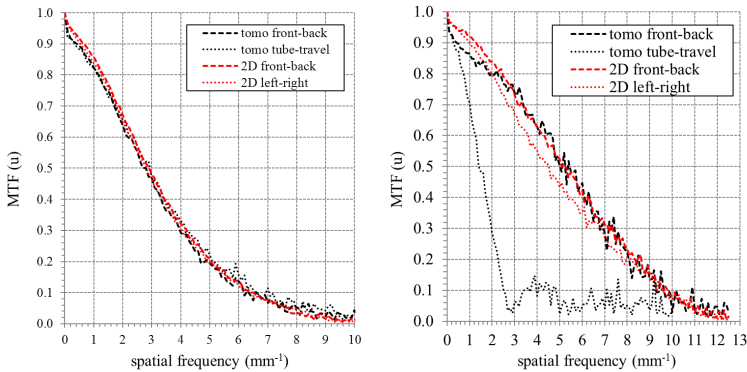 tomo front-back
tomo tube-travel
2D front-back
2D left-right
MTF (u)
1.0
0.9
0.8
0.7
0.6
0.5
0.4
0.3
0.2
0.1
0.0
0 1 2 3 4 5 6 7 8 9 10
spatial frequency (mm⁻¹)
tomo front-back
tomo tube-travel
2D front-back
2D left-right
MTF (u)
1.0
0.9
0.8
0.7
0.6
0.5
0.4
0.3
0.2
0.1
0.0
0 1 2 3 4 5 6 7 8 9 10 11 12 13
spatial frequency (mm⁻¹)